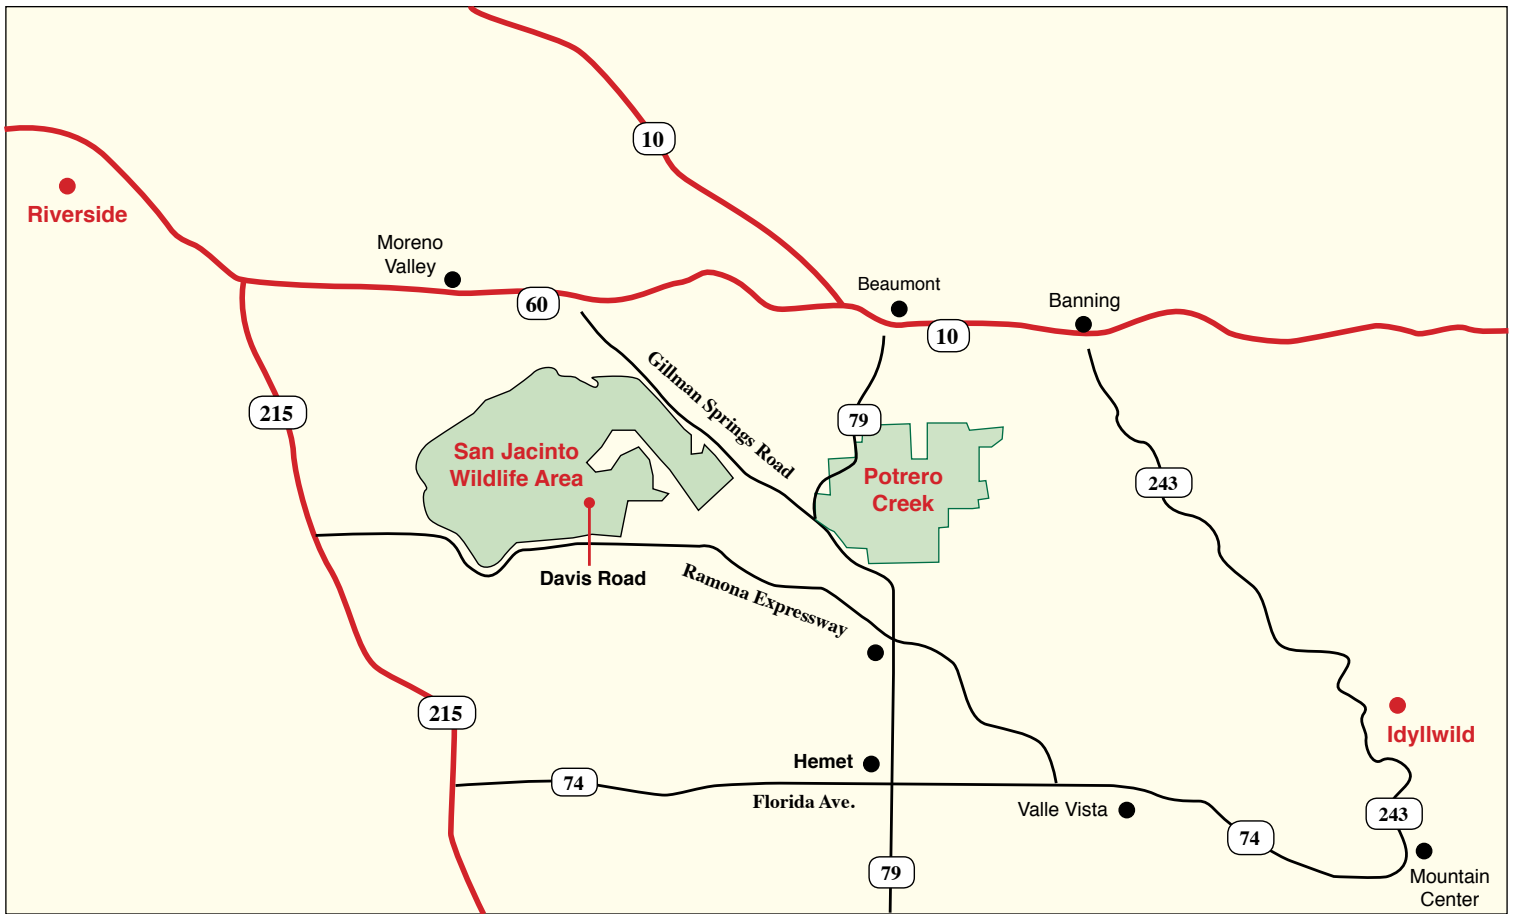 10
Riverside
Moreno
Valley
60
Beaumont
Banning
10
215
Gillman Springs Road
79
San Jacinto
Wildlife Area
Potrero
Creek
243
Davis Road
Ramona Expressway
215
Idyllwild
Hemet
74
Florida Ave.
Valle Vista
243
74
79
Mountain
Center